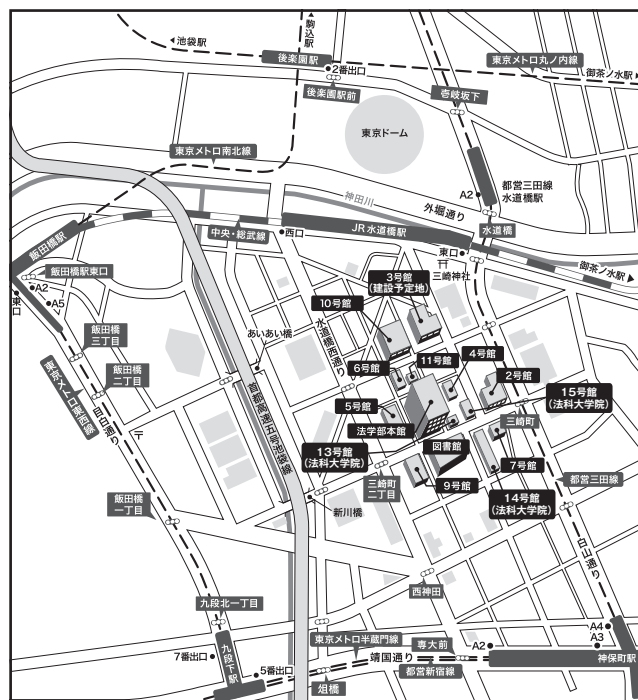 駒込駅
池袋駅
後楽園駅
2番出口
後楽園駅前
東京メトロ丸ノ内線
御茶ノ水駅
壱岐坂下
東京ドーム
東京メトロ南北線
都営三田線
水道橋駅
A2
神田川
外堀通り
水道橋
飯田橋駅
中央・総武線
西口
JR水道橋駅
東口
三崎神社
御茶ノ水駅
飯田橋駅東口
A2
A5
東口
3号館
(建設予定地)
10号館
あいあい橋
水道橋西通り
飯田橋
三丁目
6号館
11号館
4号館
2号館
飯田橋
二丁目
東京メトロ東西線
目白通り
首都高速五号池袋線
5号館
15号館
(法科大学院)
法学部本館
三崎町
13号館
(法科大学院)
図書館
三崎町
二丁目
9号館
7号館
都営三田線
14号館
(法科大学院)
飯田橋
一丁目
新川橋
白山通り
西神田
九段北一丁目
A4
A3
東京メトロ半蔵門線
専大前
A2
7番出口
九段下駅
5番出口
靖国通り
神保町駅
都営新宿線
俎橋